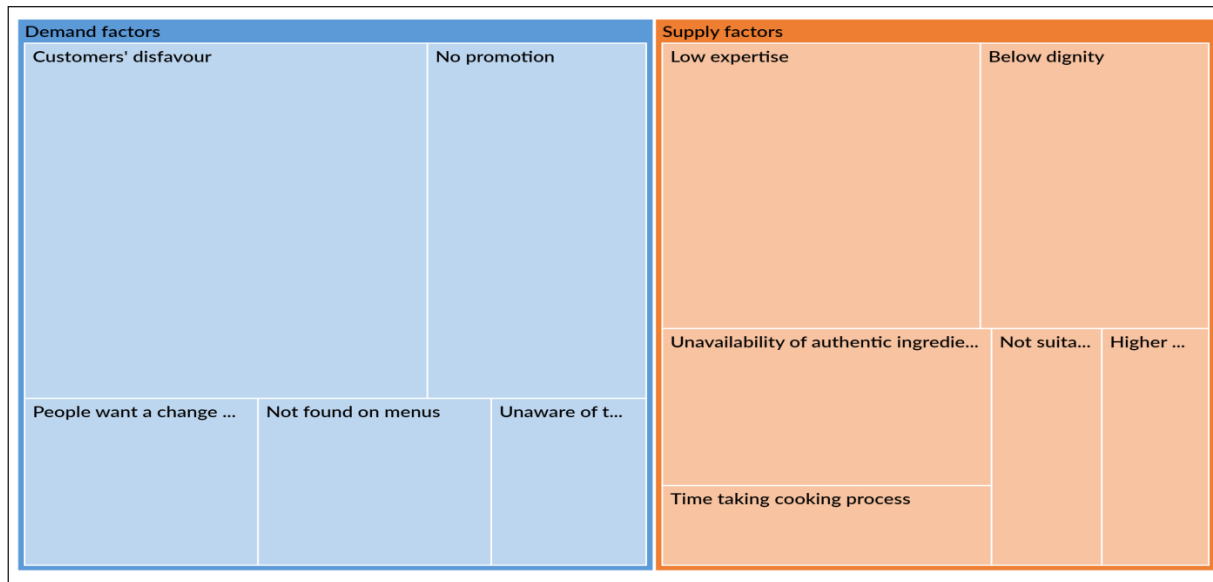 Demand factors
Customers' disfavour
No promotion
People want a change ...
Not found on menus
Unaware of t...
Supply factors
Low expertise
Below dignity
Unavailability of authentic ingredie...
Not suita...
Higher ...
Time taking cooking process